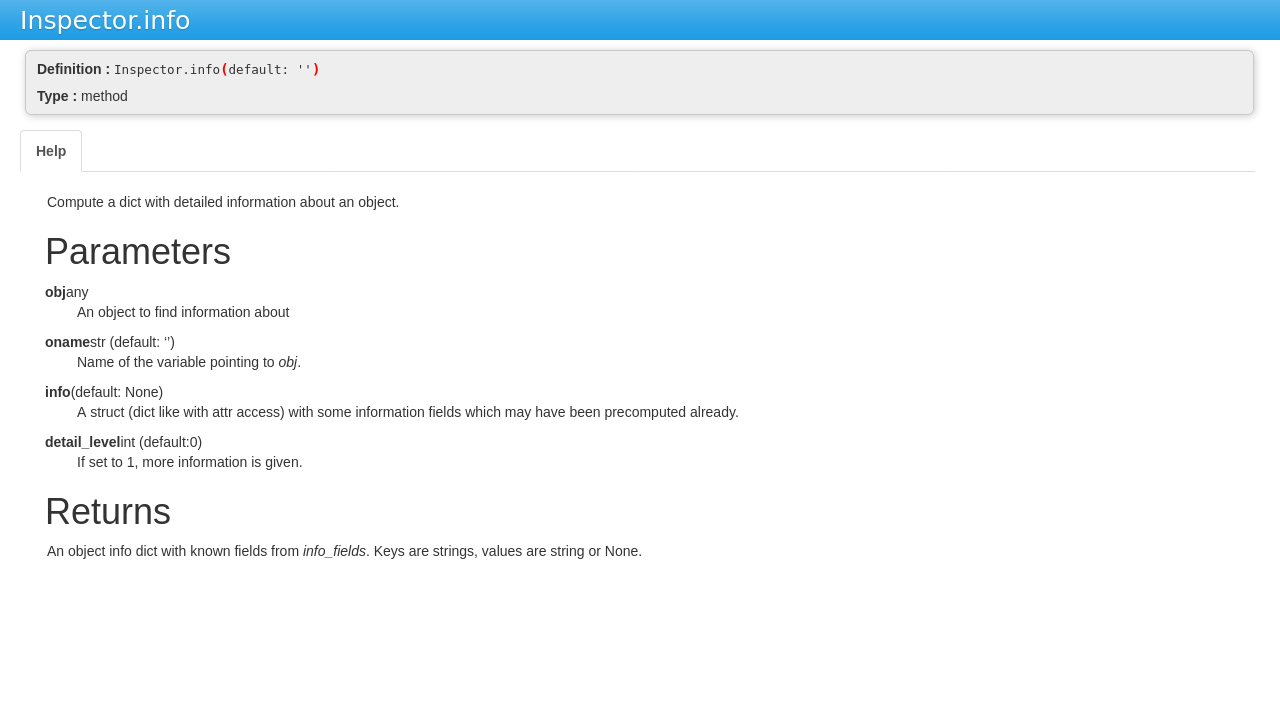 Inspector.info
Definition : Inspector.info(default: '')
Type : method
Help
Compute a dict with detailed information about an object.
Parameters
objany
An object to find information about
onamestr (default: ‘’)
Name of the variable pointing to obj.
info(default: None)
A struct (dict like with attr access) with some information fields which may have been precomputed already.
detail_levelint (default:0)
If set to 1, more information is given.
Returns
An object info dict with known fields from info_fields. Keys are strings, values are string or None.